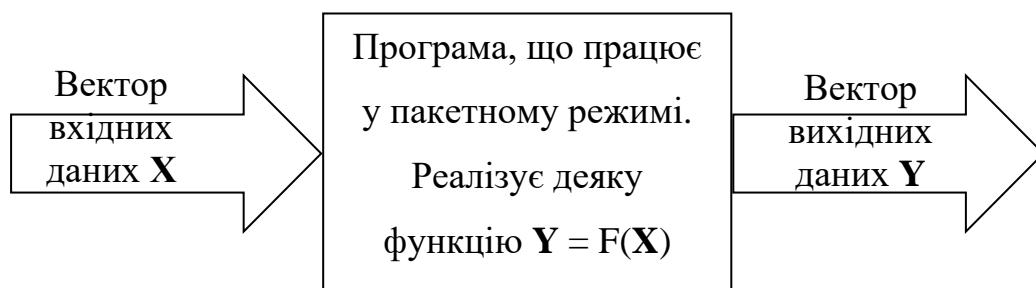 Вектор
вхідних
даних X
Програма, що працює
у пакетному режимі.
Реалізує деяку
функцію Y = F(X)
Вектор
вихідних
даних Y